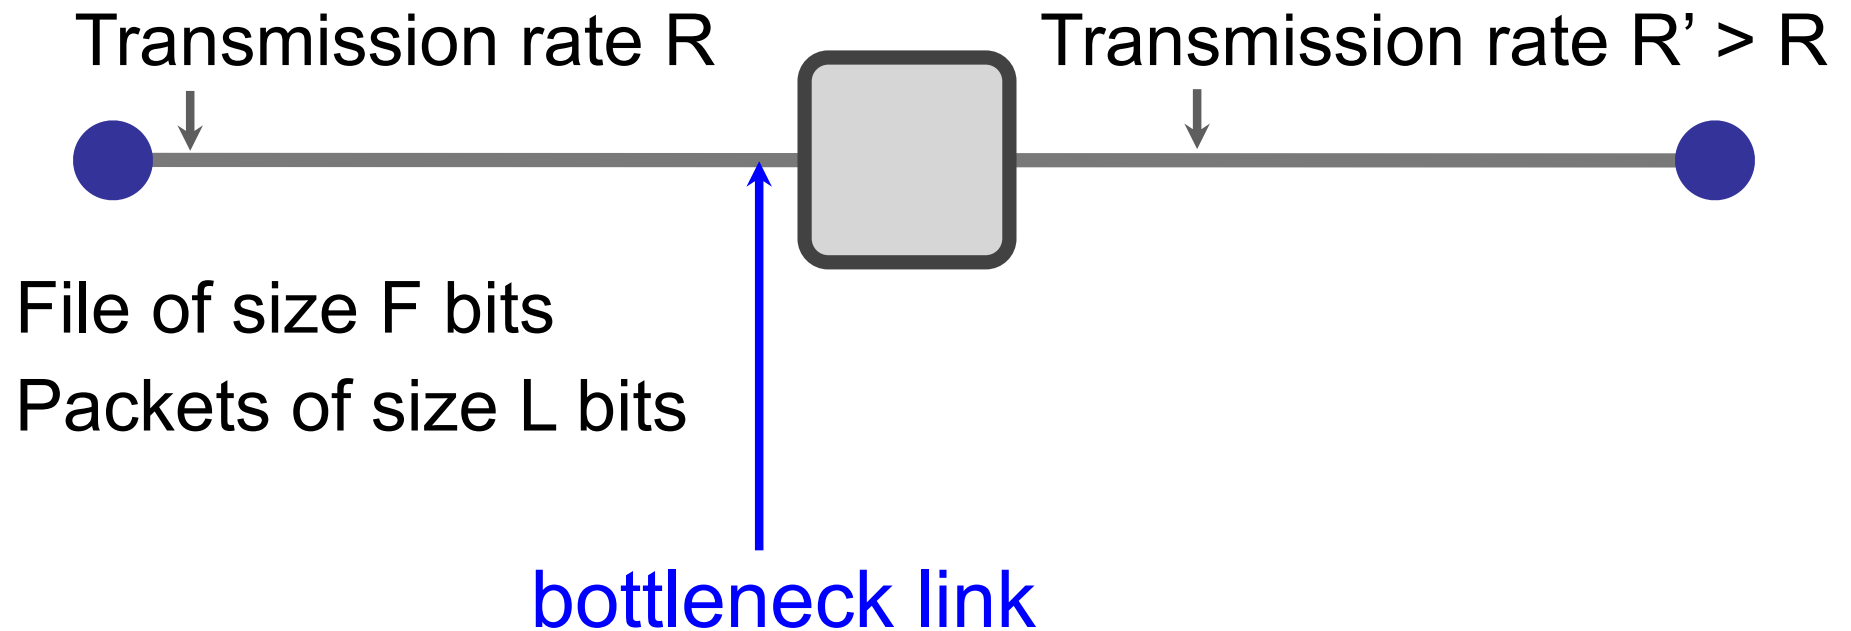 Transmission rate R
Transmission rate R’ > R
File of size F bits
Packets of size L bits
bottleneck link